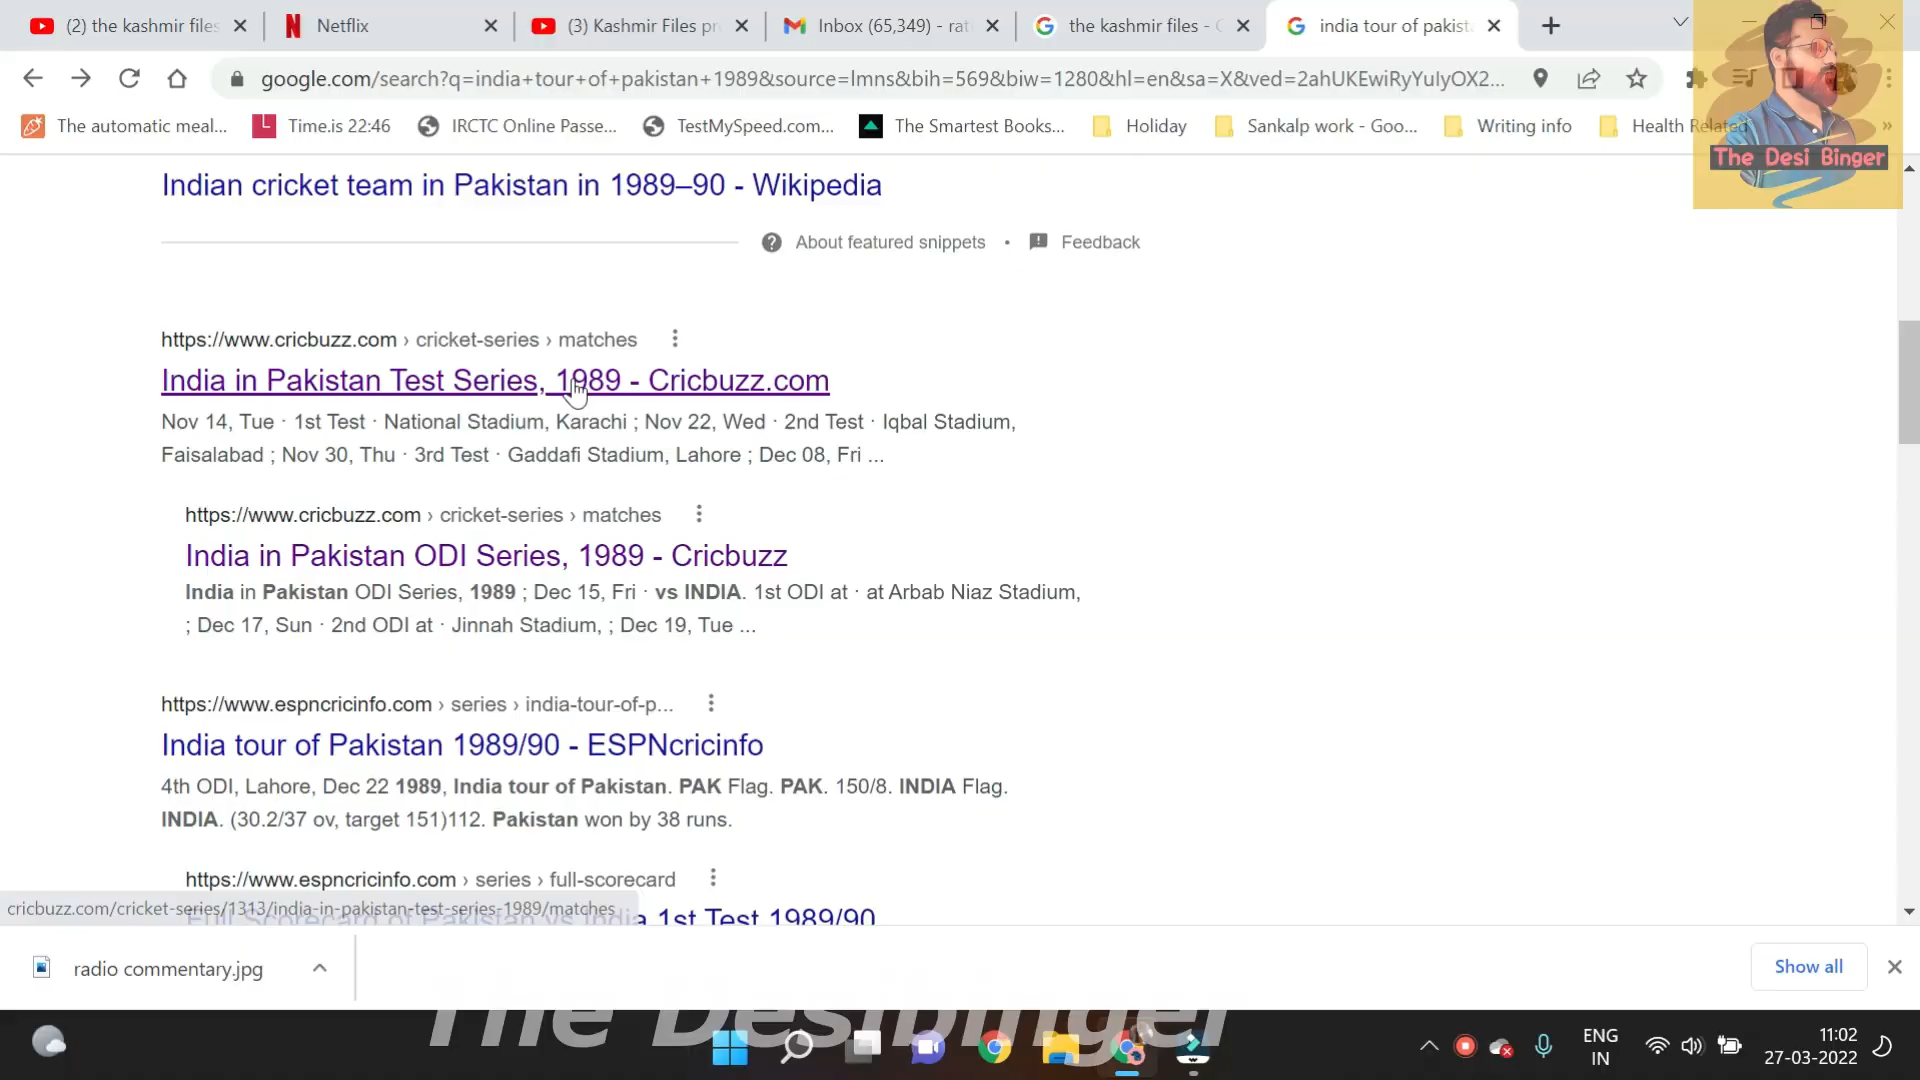 (2) the kashmir files
Netflix
(3) Kashmir Files pr
Inbox (65,349) - rat
the kashmir files - G
india tour of pakist
google.com/search?q=india+tour+of+pakistan+1989&source=lmns&bih=569&biw=1280&hl=en&sa=X&ved=2ahUKEwiRyYuIyOX2...
The automatic meal...
Time.is 22:46
IRCTC Online Passe...
TestMySpeed.com...
The Smartest Books...
Holiday
Sankalp work - Goo...
Writing info
Health Related
The Desi Binger
Indian cricket team in Pakistan in 1989–90 - Wikipedia
About featured snippets • Feedback
https://www.cricbuzz.com › cricket-series › matches
India in Pakistan Test Series, 1989 - Cricbuzz.com
Nov 14, Tue · 1st Test · National Stadium, Karachi ; Nov 22, Wed · 2nd Test · Iqbal Stadium,
Faisalabad ; Nov 30, Thu · 3rd Test · Gaddafi Stadium, Lahore ; Dec 08, Fri ...
https://www.cricbuzz.com › cricket-series › matches
India in Pakistan ODI Series, 1989 - Cricbuzz
India in Pakistan ODI Series, 1989 ; Dec 15, Fri · vs INDIA. 1st ODI at · at Arbab Niaz Stadium,
; Dec 17, Sun · 2nd ODI at · Jinnah Stadium, ; Dec 19, Tue ...
https://www.espncricinfo.com › series › india-tour-of-p...
India tour of Pakistan 1989/90 - ESPNcricinfo
4th ODI, Lahore, Dec 22 1989, India tour of Pakistan. PAK Flag. PAK. 150/8. INDIA Flag.
INDIA. (30.2/37 ov, target 151)112. Pakistan won by 38 runs.
https://www.espncricinfo.com › series › full-scorecard
Full Scorecard of Pakistan vs India 1st Test 1989/90
cricbuzz.com/cricket-series/1313/india-in-pakistan-test-series-1989/matches
radio commentary.jpg
Show all
The Desibinger
ENG
IN
11:02
27-03-2022